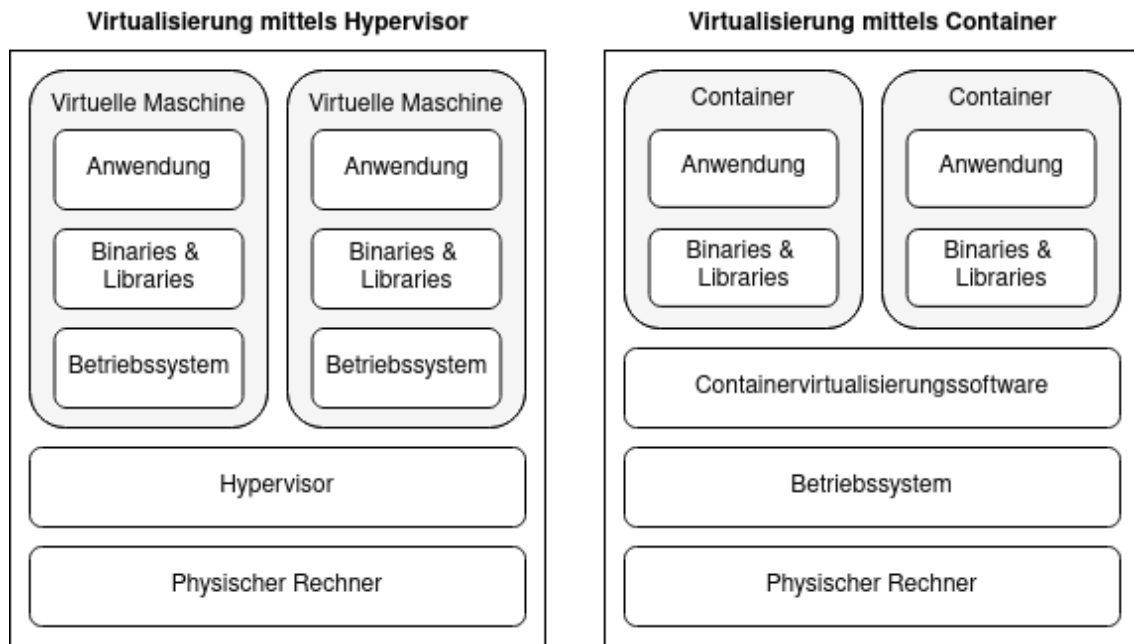 Virtualisierung mittels Hypervisor
Virtuelle Maschine
Anwendung
Binaries &
Libraries
Betriebssystem
Virtuelle Maschine
Anwendung
Binaries &
Libraries
Betriebssystem
Hypervisor
Physischer Rechner
Virtualisierung mittels Container
Container
Anwendung
Binaries &
Libraries
Container
Anwendung
Binaries &
Libraries
Containervirtualisierungssoftware
Betriebssystem
Physischer Rechner